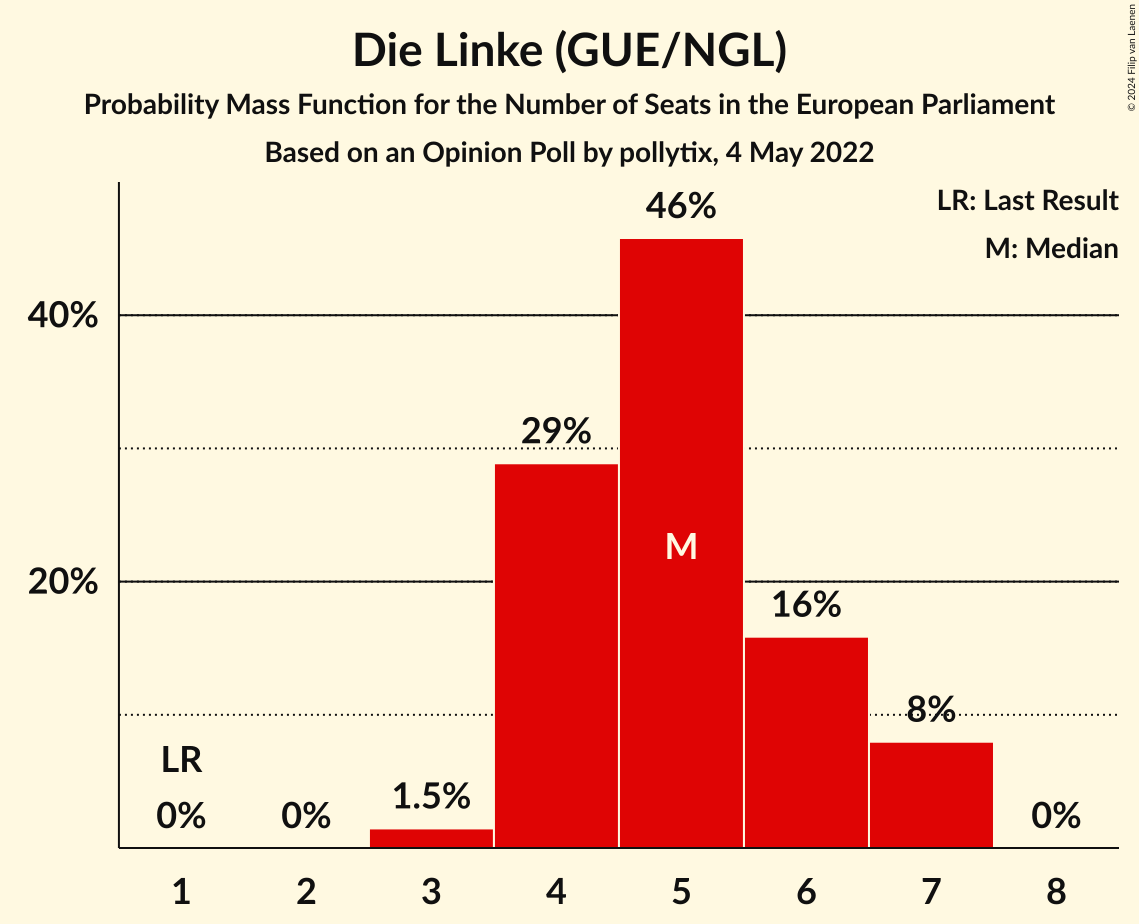 Die Linke (GUE/NGL)
Probability Mass Function for the Number of Seats in the European Parliament
Based on an Opinion Poll by pollytix, 4 May 2022
© 2024 Filip van Laenen
LR: Last Result
M: Median
46%
40%
29%
M
20%
16%
8%
LR
1.5%
0%
0%
0%
1 2 3 4 5 6 7 8